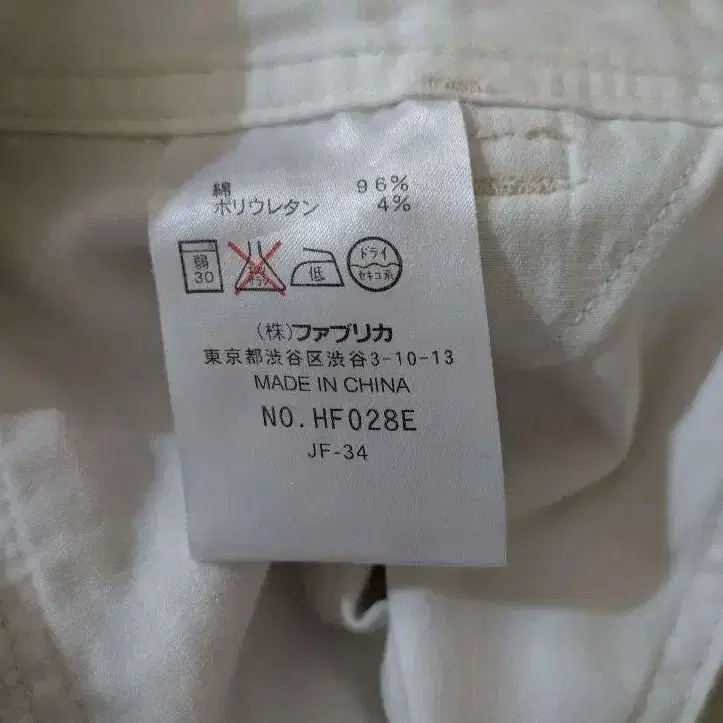 綿 96%
ポリウレタン 4%
弱 30 低 ドライ セキユ系
(株)ファブリカ
東京都渋谷区渋谷3-10-13
MADE IN CHINA
NO. HF028E
JF-34